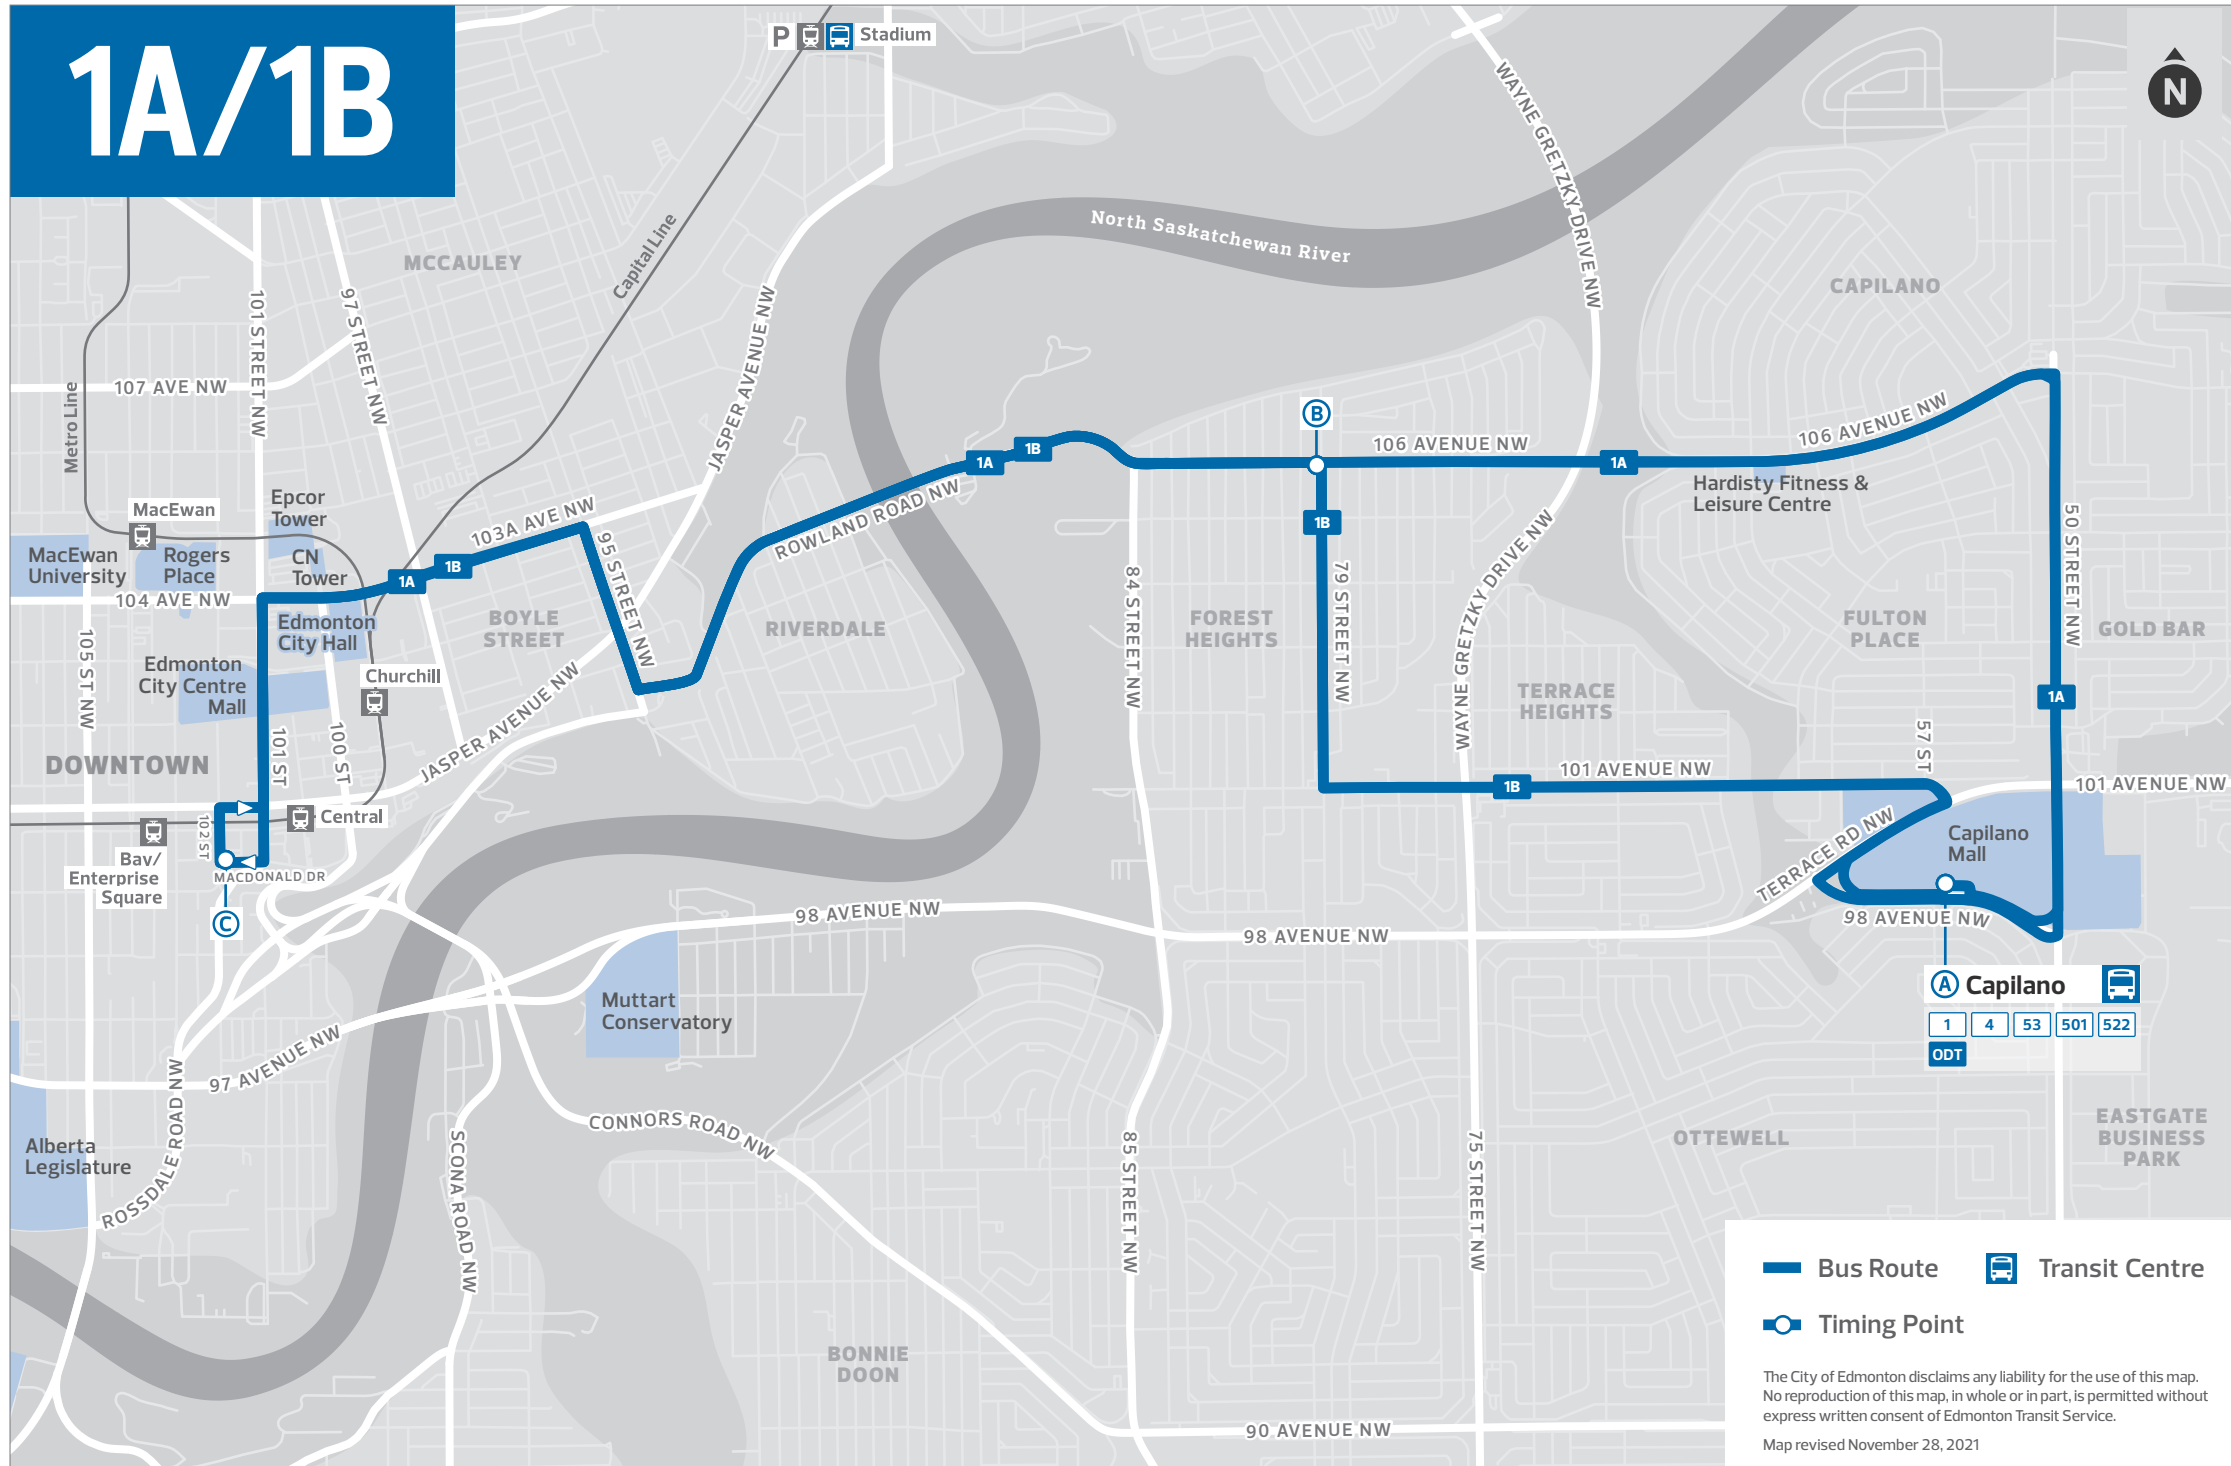 1A/1B
P
Stadium
N
WAYNE GRETZKY DRIVE NW
North Saskatchewan River
Capital Line
MCCAULEY
CAPILANO
101 STREET NW
97 STREET NW
JASPER AVENUE NW
107 AVE NW
Metro Line
B
106 AVENUE NW
106 AVENUE NW
1A
1B
1A
Hardisty Fitness &
Leisure Centre
ROWLAND ROAD NW
MacEwan
Epcor
Tower
103A AVE NW
1B
50 STREET NW
MacEwan
University
Rogers
Place
CN
Tower
1A
1B
95 STREET NW
79 STREET NW
WAYNE GRETZKY DRIVE NW
104 AVE NW
Edmonton
City Hall
BOYLE
STREET
RIVERDALE
84 STREET NW
FOREST
HEIGHTS
FULTON
PLACE
GOLD BAR
105 ST NW
Edmonton
City Centre
Mall
Churchill
TERRACE
HEIGHTS
1A
JASPER AVENUE NW
101 ST
100 ST
57 ST
DOWNTOWN
101 AVENUE NW
1B
101 AVENUE NW
102 ST
Central
Bay/
Enterprise
Square
MACDONALD DR
C
TERRACE RD NW
Capilano
Mall
98 AVENUE NW
98 AVENUE NW
98 AVENUE NW
A
Capilano
1
4
53
501
522
ODT
Muttart
Conservatory
97 AVENUE NW
CONNORS ROAD NW
ROSSDALE ROAD NW
SCONA ROAD NW
85 STREET NW
75 STREET NW
Alberta
Legislature
OTTEWELL
EASTGATE
BUSINESS
PARK
BONNIE
DOON
90 AVENUE NW
Bus Route
Transit Centre
Timing Point
The City of Edmonton disclaims any liability for the use of this map.
No reproduction of this map, in whole or in part, is permitted without
express written consent of Edmonton Transit Service.
Map revised November 28, 2021